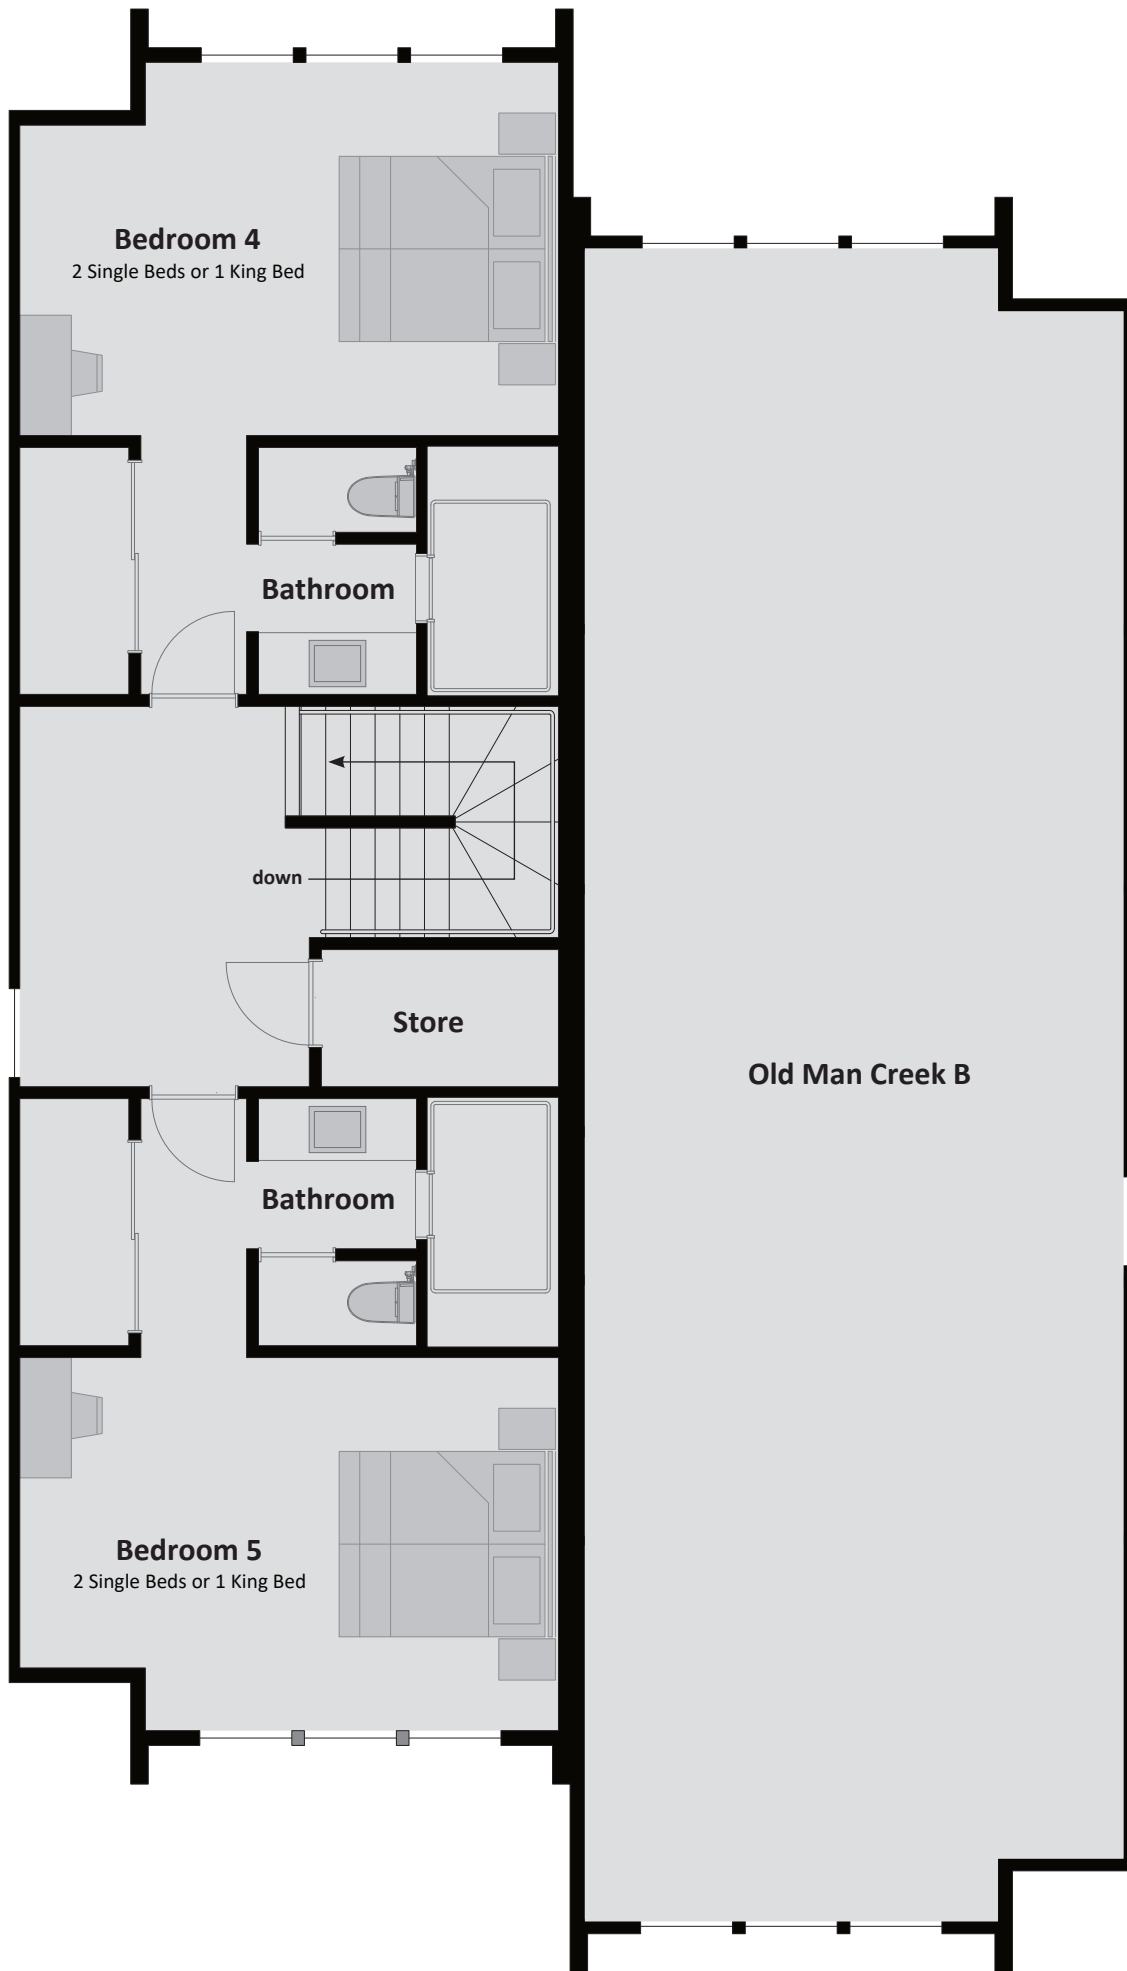 Bedroom 4
2 Single Beds or 1 King Bed
Bathroom
down
Store
Old Man Creek B
Bathroom
Bedroom 5
2 Single Beds or 1 King Bed